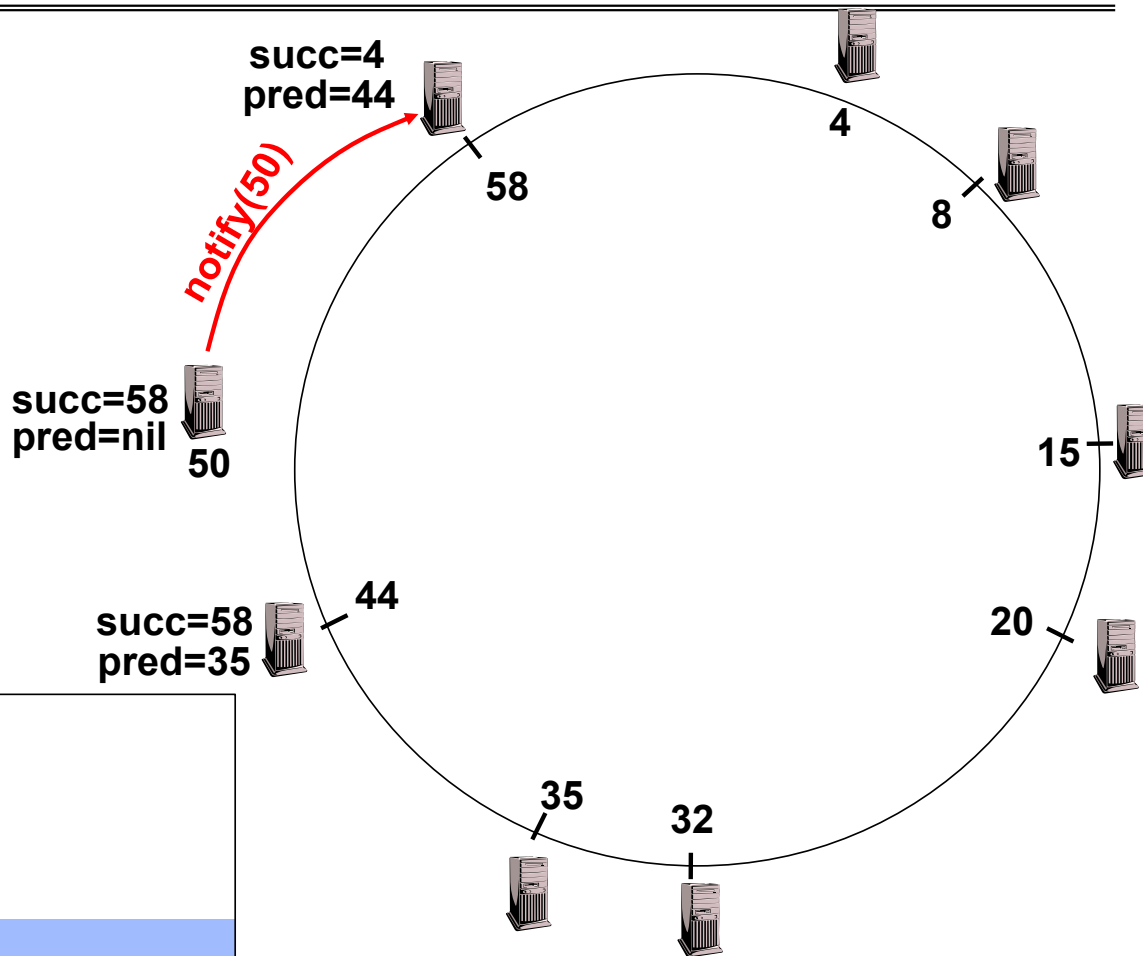 succ=4
pred=44
4
58
8
notify(50)
succ=58
pred=nil
50
15
44
succ=58
pred=35
20
35
32